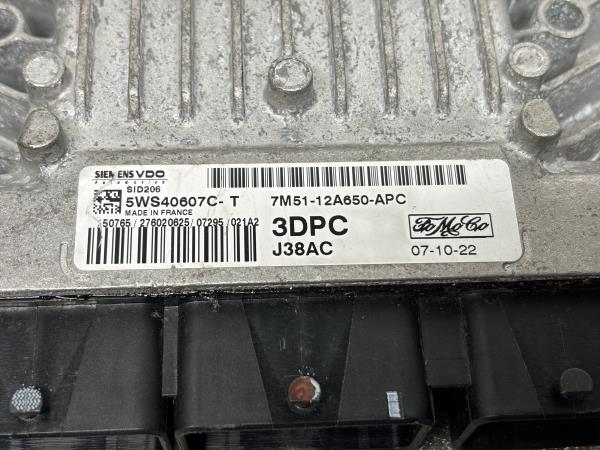 SIEMENS VDO
Automotive
SID206
5WS40607C- T 7M51-12A650-APC
MADE IN FRANCE
50765 / 276020625 / 07295 / 021A2
3DPC
FoMoCo
J38AC
07-10-22